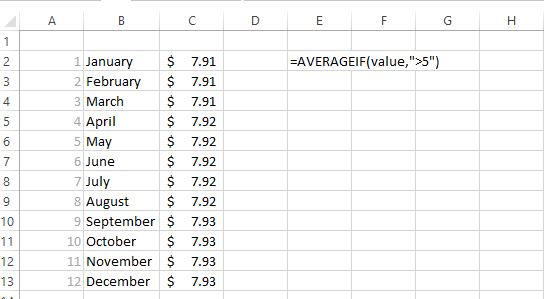 A B C D E F G H
1
2 1 January $ 7.91 =AVERAGEIF(value,">5")
3 2 February $ 7.91
4 3 March $ 7.91
5 4 April $ 7.92
6 5 May $ 7.92
7 6 June $ 7.92
8 7 July $ 7.92
9 8 August $ 7.92
10 9 September $ 7.93
11 10 October $ 7.93
12 11 November $ 7.93
13 12 December $ 7.93